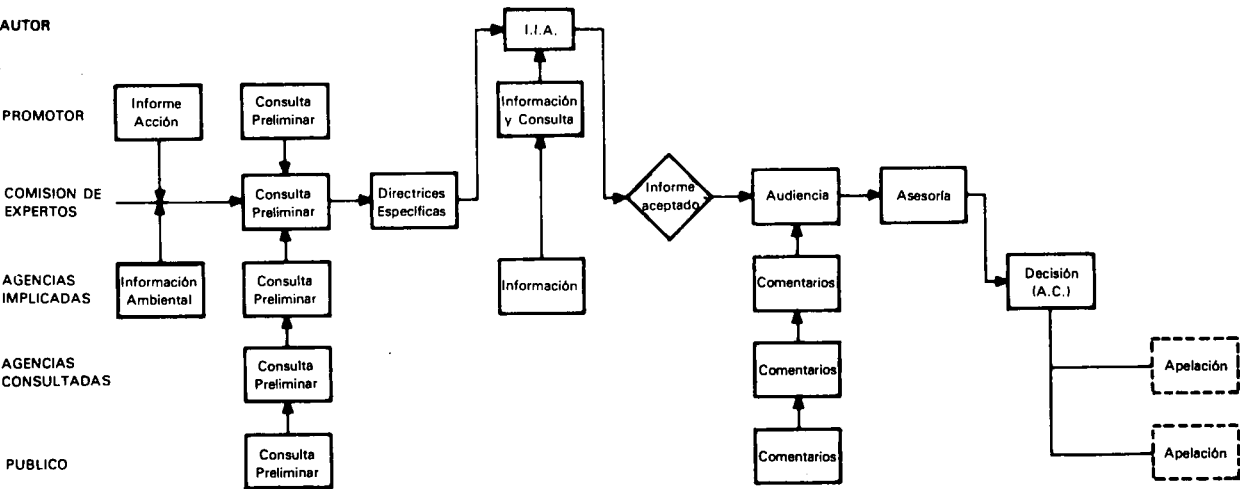 AUTOR
I.I.A.
PROMOTOR
Informe
Acción
Consulta
Preliminar
Información
y Consulta
COMISION DE
EXPERTOS
Consulta
Preliminar
Directrices
Específicas
Informe
aceptado
Audiencia
Asesoría
AGENCIAS
IMPLICADAS
Información
Ambiental
Consulta
Preliminar
Información
Comentarios
Decisión
(A.C.)
AGENCIAS
CONSULTADAS
Consulta
Preliminar
Comentarios
Apelación
PUBLICO
Consulta
Preliminar
Comentarios
Apelación